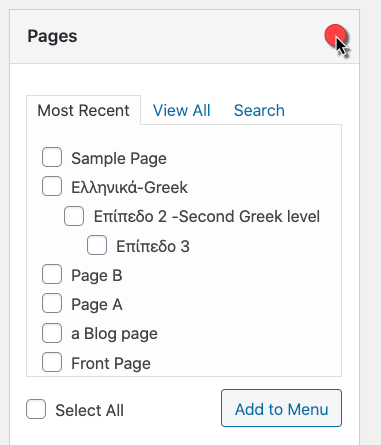 Pages
Most Recent View All Search
Sample Page
Ελληνικά-Greek
Επίπεδο 2 -Second Greek level
Επίπεδο 3
Page B
Page A
a Blog page
Front Page
Select All Add to Menu